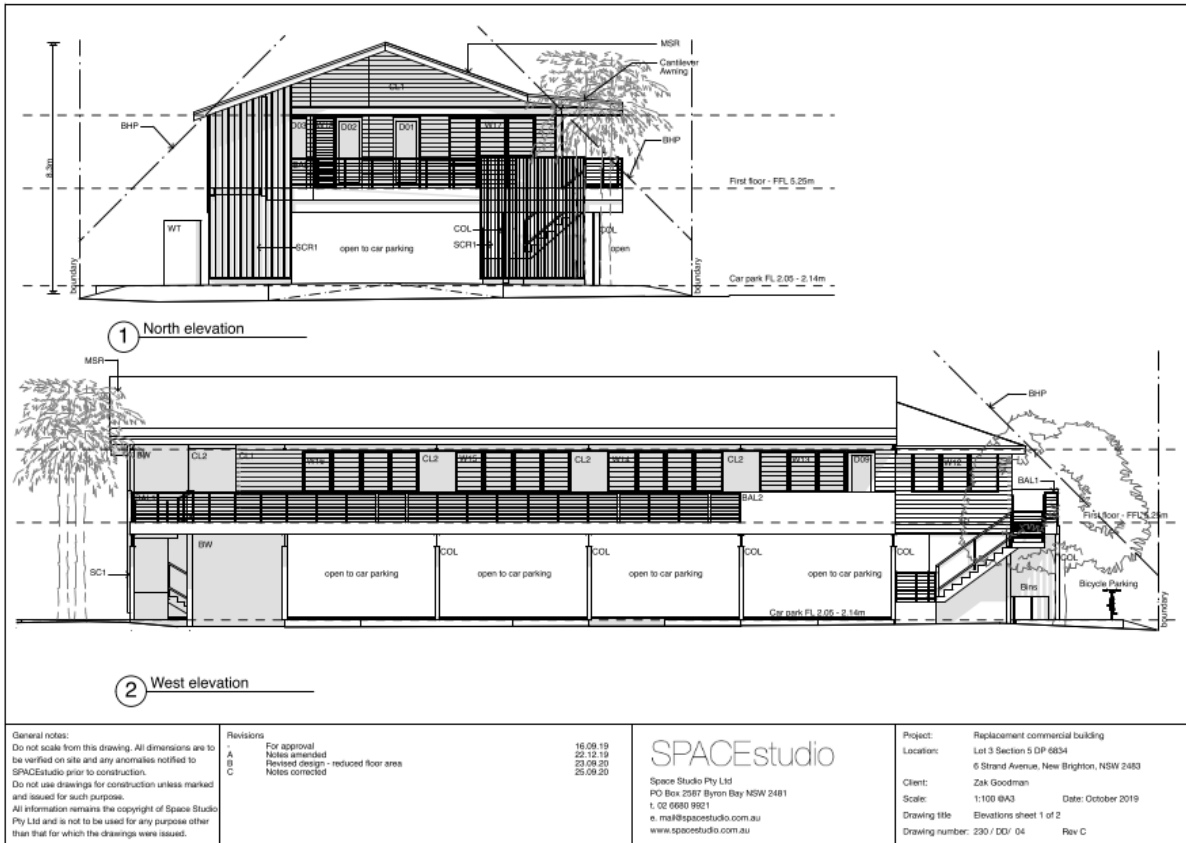 MSR
Cantilever
Awning
CL1
BHP
D03
D02
D01
W17
BHP
8.3m
First floor - FFL 5.25m
WT
COL
COL
SCR1
open to car parking
SCR1
open
boundary
boundary
Car park FL 2.05 - 2.14m
1 North elevation
MSR
BHP
BW
CL2
CL1
W16
CL2
W15
CL2
W14
CL2
W13
D09
W12
BAL1
BAL2
First floor - FFL 5.25m
BW
COL
COL
COL
COL
COL
SC1
open to car parking
open to car parking
open to car parking
open to car parking
Bins
Bicycle Parking
Car park FL 2.05 - 2.14m
boundary
2 West elevation
General notes:
Do not scale from this drawing. All dimensions are to
be verified on site and any anomalies notified to
SPACEstudio prior to construction.
Do not use drawings for construction unless marked
and issued for such purpose.
All information remains the copyright of Space Studio
Pty Ltd and is not to be used for any purpose other
than that for which the drawings were issued.
Revisions
- For approval 16.09.19
A Notes amended 22.12.19
B Revised design - reduced floor area 23.09.20
C Notes corrected 25.09.20
SPACEstudio
Space Studio Pty Ltd
PO Box 2587 Byron Bay NSW 2481
t. 02 6680 9921
e. mail@spacestudio.com.au
www.spacestudio.com.au
Project: Replacement commercial building
Location: Lot 3 Section 5 DP 6834
6 Strand Avenue, New Brighton, NSW 2483
Client: Zak Goodman
Scale: 1:100 @A3 Date: October 2019
Drawing title Elevations sheet 1 of 2
Drawing number: 230 / DD/ 04 Rev C